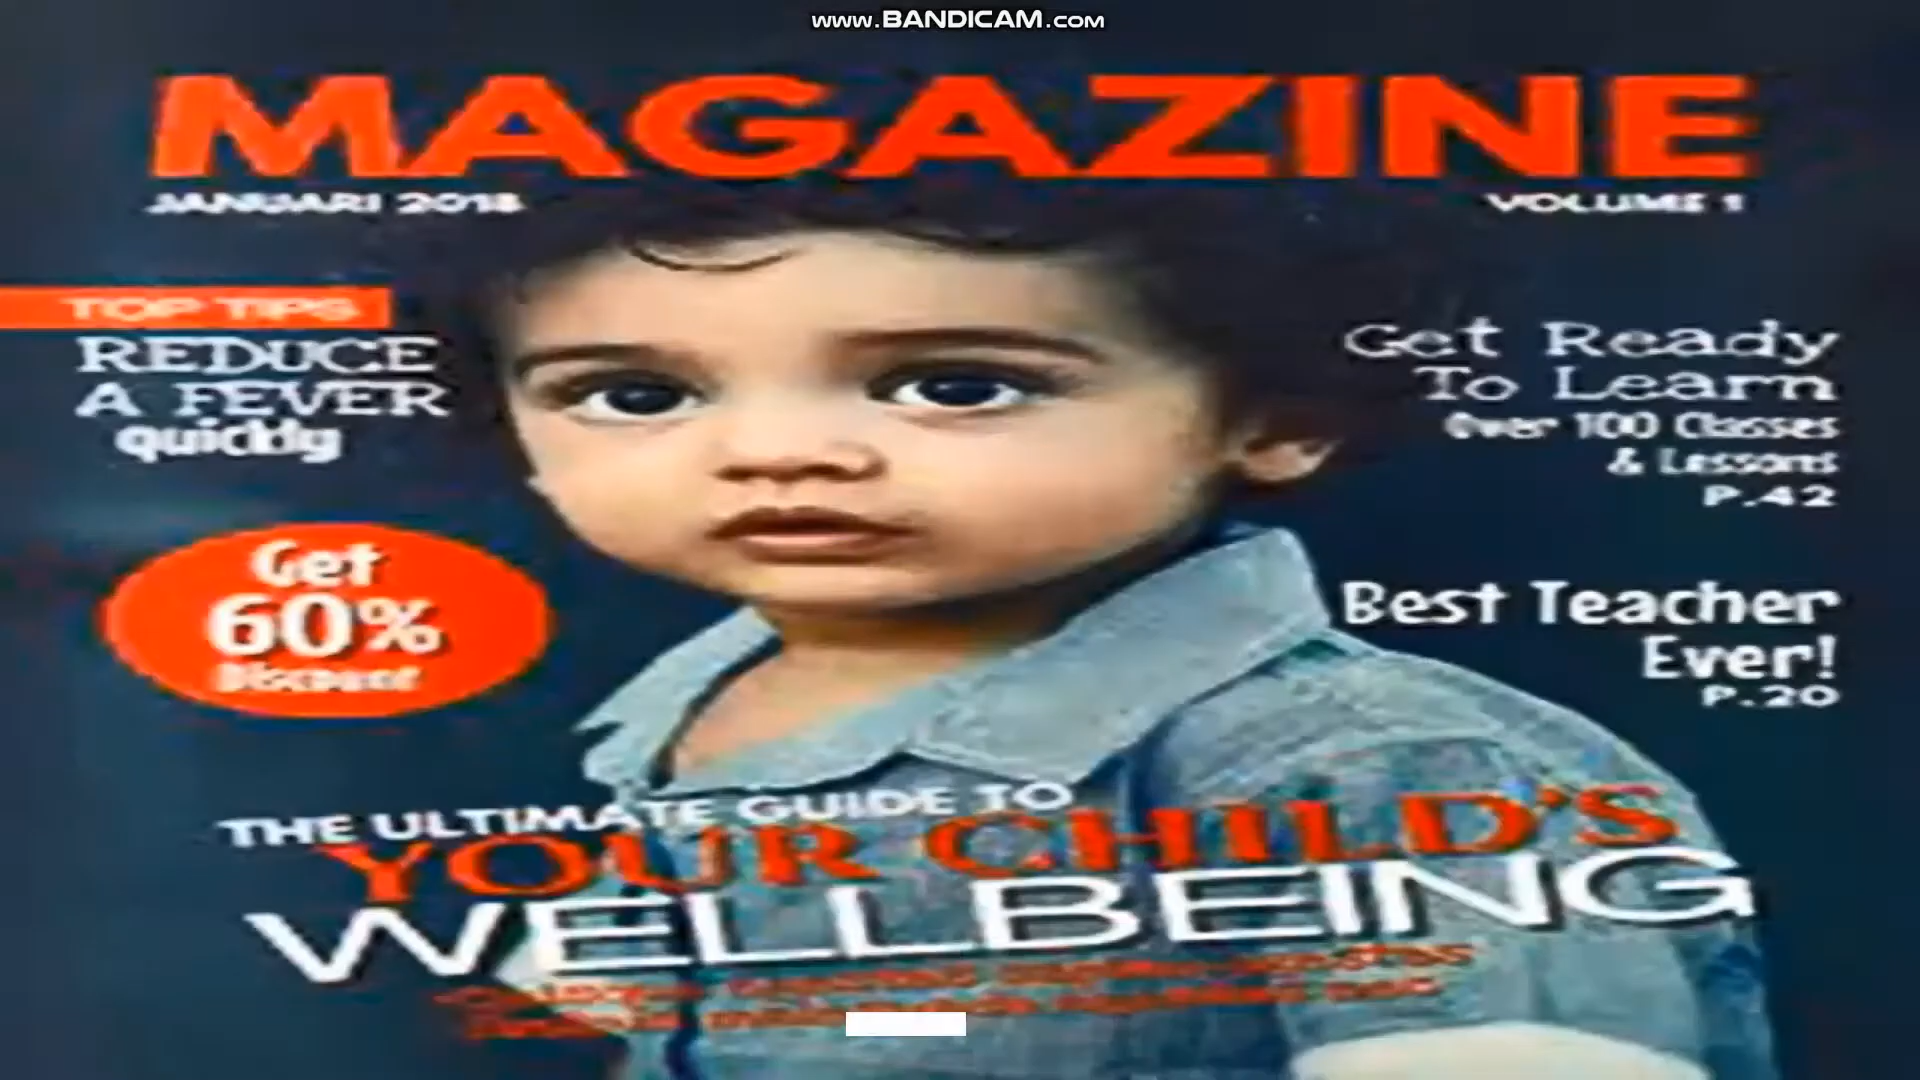 www.BANDICAM.com
MAGAZINE
JANUARI 2018
VOLUME 1
TOP TIPS
REDUCE
A FEVER
quickly
Get Ready
To Learn
Over 100 Classes
& Lessons
P.42
Get
60%
Discount
Best Teacher
Ever!
P.20
THE ULTIMATE GUIDE TO
YOUR CHILD'S
WELLBEING